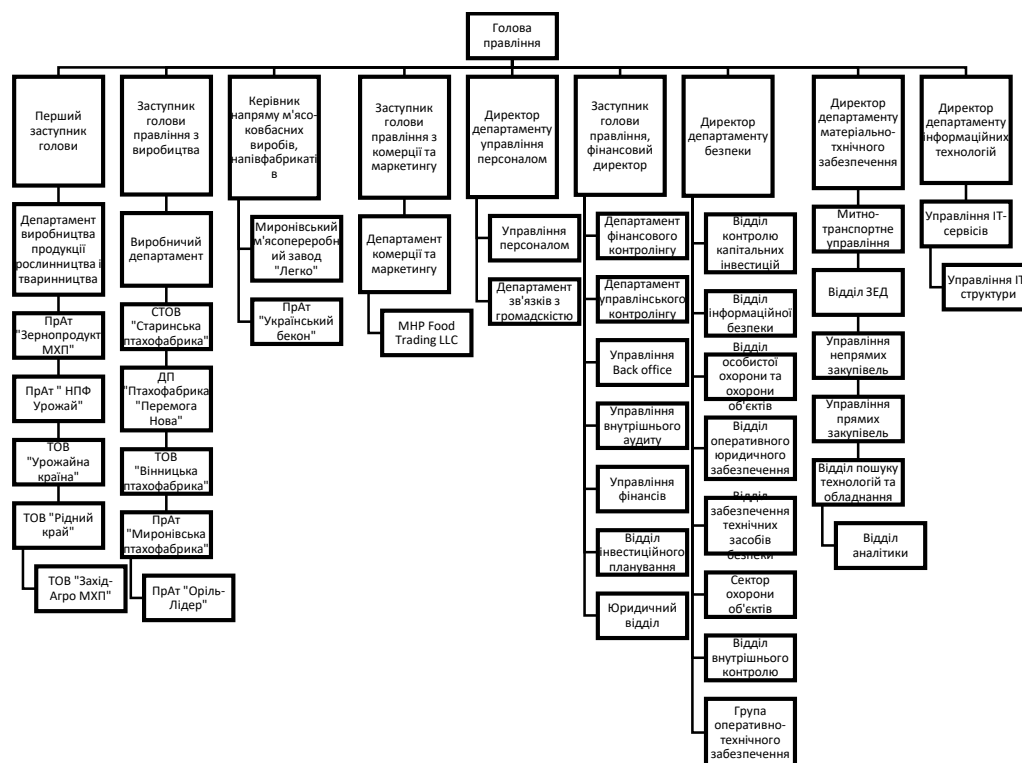 Голова
правління
Перший
заступник
голови
Департамент
виробництва
продукції
рослинництва і
тваринництва
ПрАт
"Зернопродукт
МХП"
ПрАт " НПФ
Урожай"
ТОВ
"Урожайна
країна"
ТОВ "Рідний
край"
ТОВ "Захід-
Агро МХП"
Заступник
голови
правління з
виробництва
Виробничий
департамент
СТОВ
"Старинська
птахофабрика"
ДП
"Птахофабрика
"Перемога
Нова"
ТОВ
"Вінницька
птахофабрика"
ПрАт
"Миронівська
птахофабрика"
ПрАт "Оріль-
Лідер"
Керівник
напряму м'ясо-
ковбасних
виробів,
напівфабрикаті
в
Миронівський
м'ясопереробн
ий завод
"Легко"
ПрАт
"Український
бекон"
Заступник
голови
правління з
комерції та
маркетингу
Департамент
комерції та
маркетингу
MHP Food
Trading LLC
Директор
департаменту
управління
персоналом
Управління
персоналом
Департамент
зв'язків з
громадскістю
Заступник
голови
правління,
фінансовий
директор
Департамент
фінансового
контролінгу
Департамент
управлінського
контролінгу
Управління
Back office
Управління
внутрішнього
аудиту
Управління
фінансів
Відділ
інвестиційного
планування
Юридичний
відділ
Директор
департаменту
безпеки
Відділ
контролю
капітальних
інвестицій
Відділ
інформаційної
безпеки
Відділ
особистої
охорони та
охорони
об'єктів
Відділ
оперативного
юридичного
забезпечення
Відділ
забезпечення
технічних
засобів
безпеки
Сектор
охорони
об'єктів
Відділ
внутрішнього
контролю
Група
оперативно-
технічного
забезпечення
Директор
департаменту
матеріально-
тхнічного
забезпечення
Митно-
транспортне
управління
Відділ ЗЕД
Управління
непрямих
закупівель
Управління
прямих
закупівель
Відділ пошуку
технологій та
обладнання
Відділ
аналітики
Директор
департаменту
інформаційних
технологій
Управління ІТ-
сервісів
Управління ІТ
структури